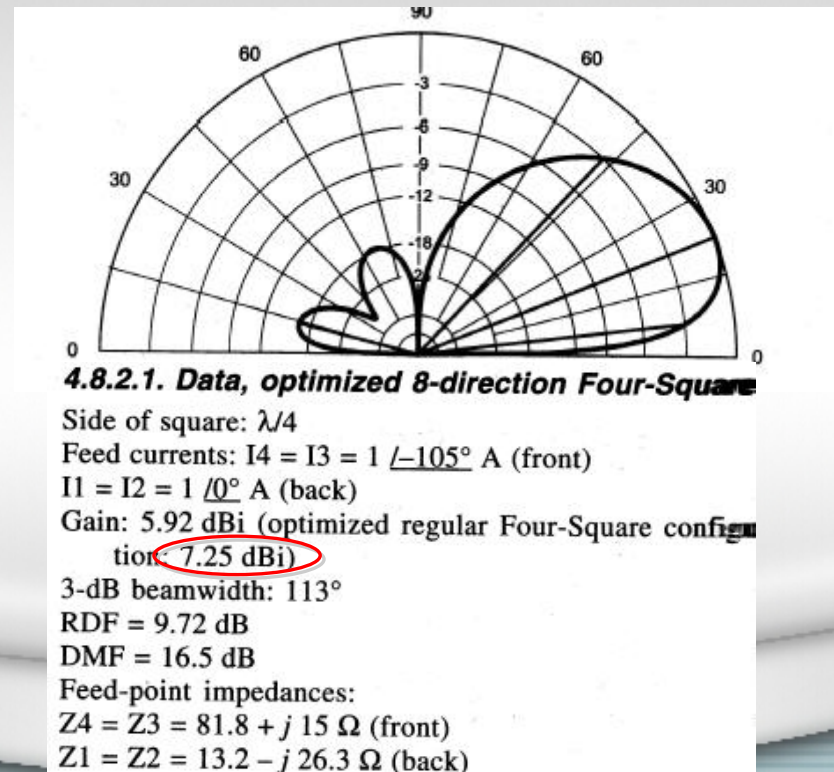 90
60 60
-3
-6
-9
30 30
-12
-18
0 0
4.8.2.1. Data, optimized 8-direction Four-Square
Side of square: λ/4
Feed currents: I4 = I3 = 1 /–105° A (front)
I1 = I2 = 1 /0° A (back)
Gain: 5.92 dBi (optimized regular Four-Square configu
tion: 7.25 dBi)
3-dB beamwidth: 113°
RDF = 9.72 dB
DMF = 16.5 dB
Feed-point impedances:
Z4 = Z3 = 81.8 + j 15 Ω (front)
Z1 = Z2 = 13.2 – j 26.3 Ω (back)